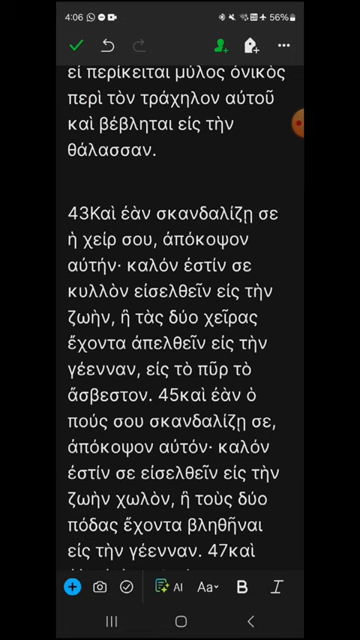 4:06
56%
εἰ περίκειται μύλος ὀνικὸς
περὶ τὸν τράχηλον αὐτοῦ
καὶ βέβληται εἰς τὴν
θάλασσαν.
43Καὶ ἐὰν σκανδαλίζῃ σε
ἡ χείρ σου, ἀπόκοψον
αὐτήν· καλόν ἐστίν σε
κυλλὸν εἰσελθεῖν εἰς τὴν
ζωὴν, ἢ τὰς δύο χεῖρας
ἔχοντα ἀπελθεῖν εἰς τὴν
γέενναν, εἰς τὸ πῦρ τὸ
ἄσβεστον. 45καὶ ἐὰν ὁ
πούς σου σκανδαλίζῃ σε,
ἀπόκοψον αὐτόν· καλόν
ἐστίν σε εἰσελθεῖν εἰς τὴν
ζωὴν χωλὸν, ἢ τοὺς δύο
πόδας ἔχοντα βληθῆναι
εἰς τὴν γέενναν. 47καὶ
AI Aa B I